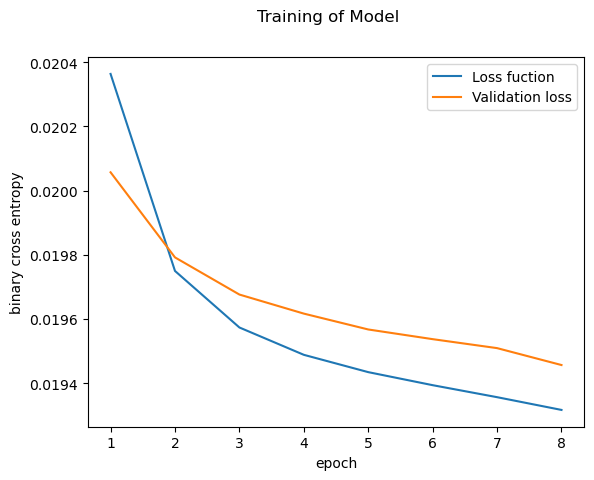 Training of Model
0.0204
0.0202
0.0200
0.0198
0.0196
0.0194
binary cross entropy
Loss fuction
Validation loss
1 2 3 4 5 6 7 8
epoch